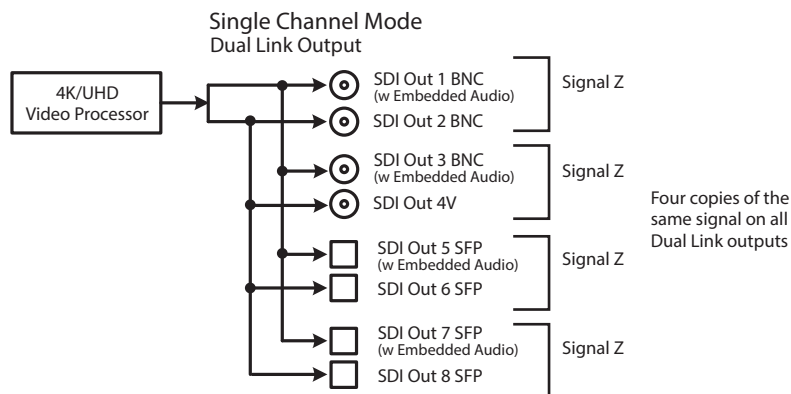 Single Channel Mode
Dual Link Output
4K/UHD
Video Processor
SDI Out 1 BNC
(w Embedded Audio)
SDI Out 2 BNC
Signal Z
SDI Out 3 BNC
(w Embedded Audio)
SDI Out 4V
Signal Z
SDI Out 5 SFP
(w Embedded Audio)
SDI Out 6 SFP
Signal Z
SDI Out 7 SFP
(w Embedded Audio)
SDI Out 8 SFP
Signal Z
Four copies of the
same signal on all
Dual Link outputs